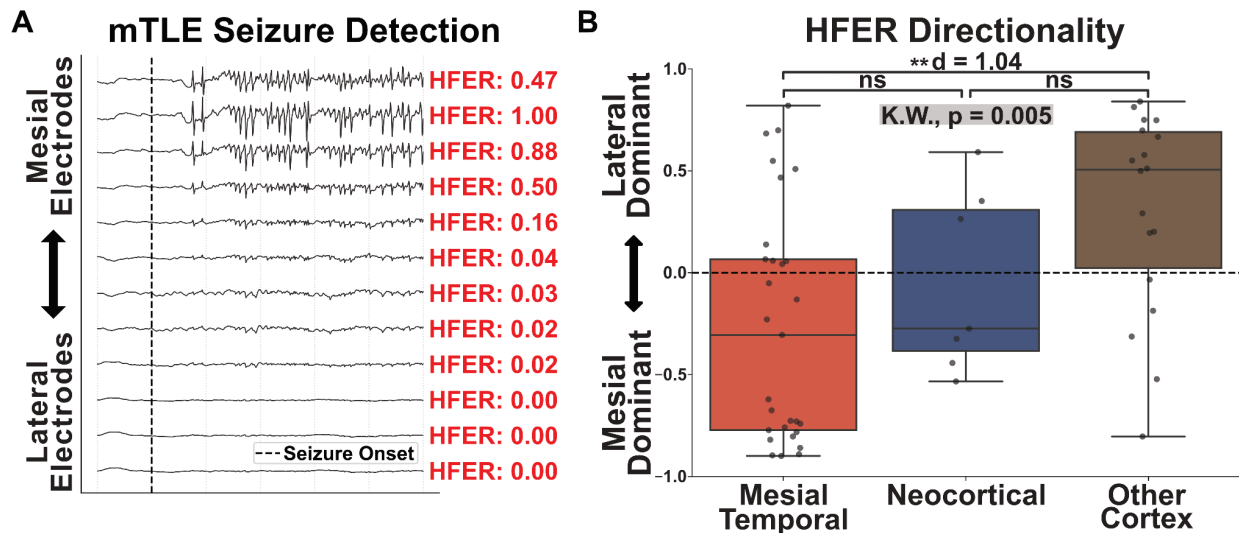 A
mTLE Seizure Detection
Mesial
Electrodes
Lateral
Electrodes
HFER: 0.47
HFER: 1.00
HFER: 0.88
HFER: 0.50
HFER: 0.16
HFER: 0.04
HFER: 0.03
HFER: 0.02
HFER: 0.02
HFER: 0.00
HFER: 0.00
HFER: 0.00
Seizure Onset
B
HFER Directionality
**d = 1.04
ns
ns
K.W., p = 0.005
Lateral
Dominant
Mesial
Dominant
1.0
0.5
0.0
−0.5
−1.0
Mesial
Temporal
Neocortical
Other
Cortex